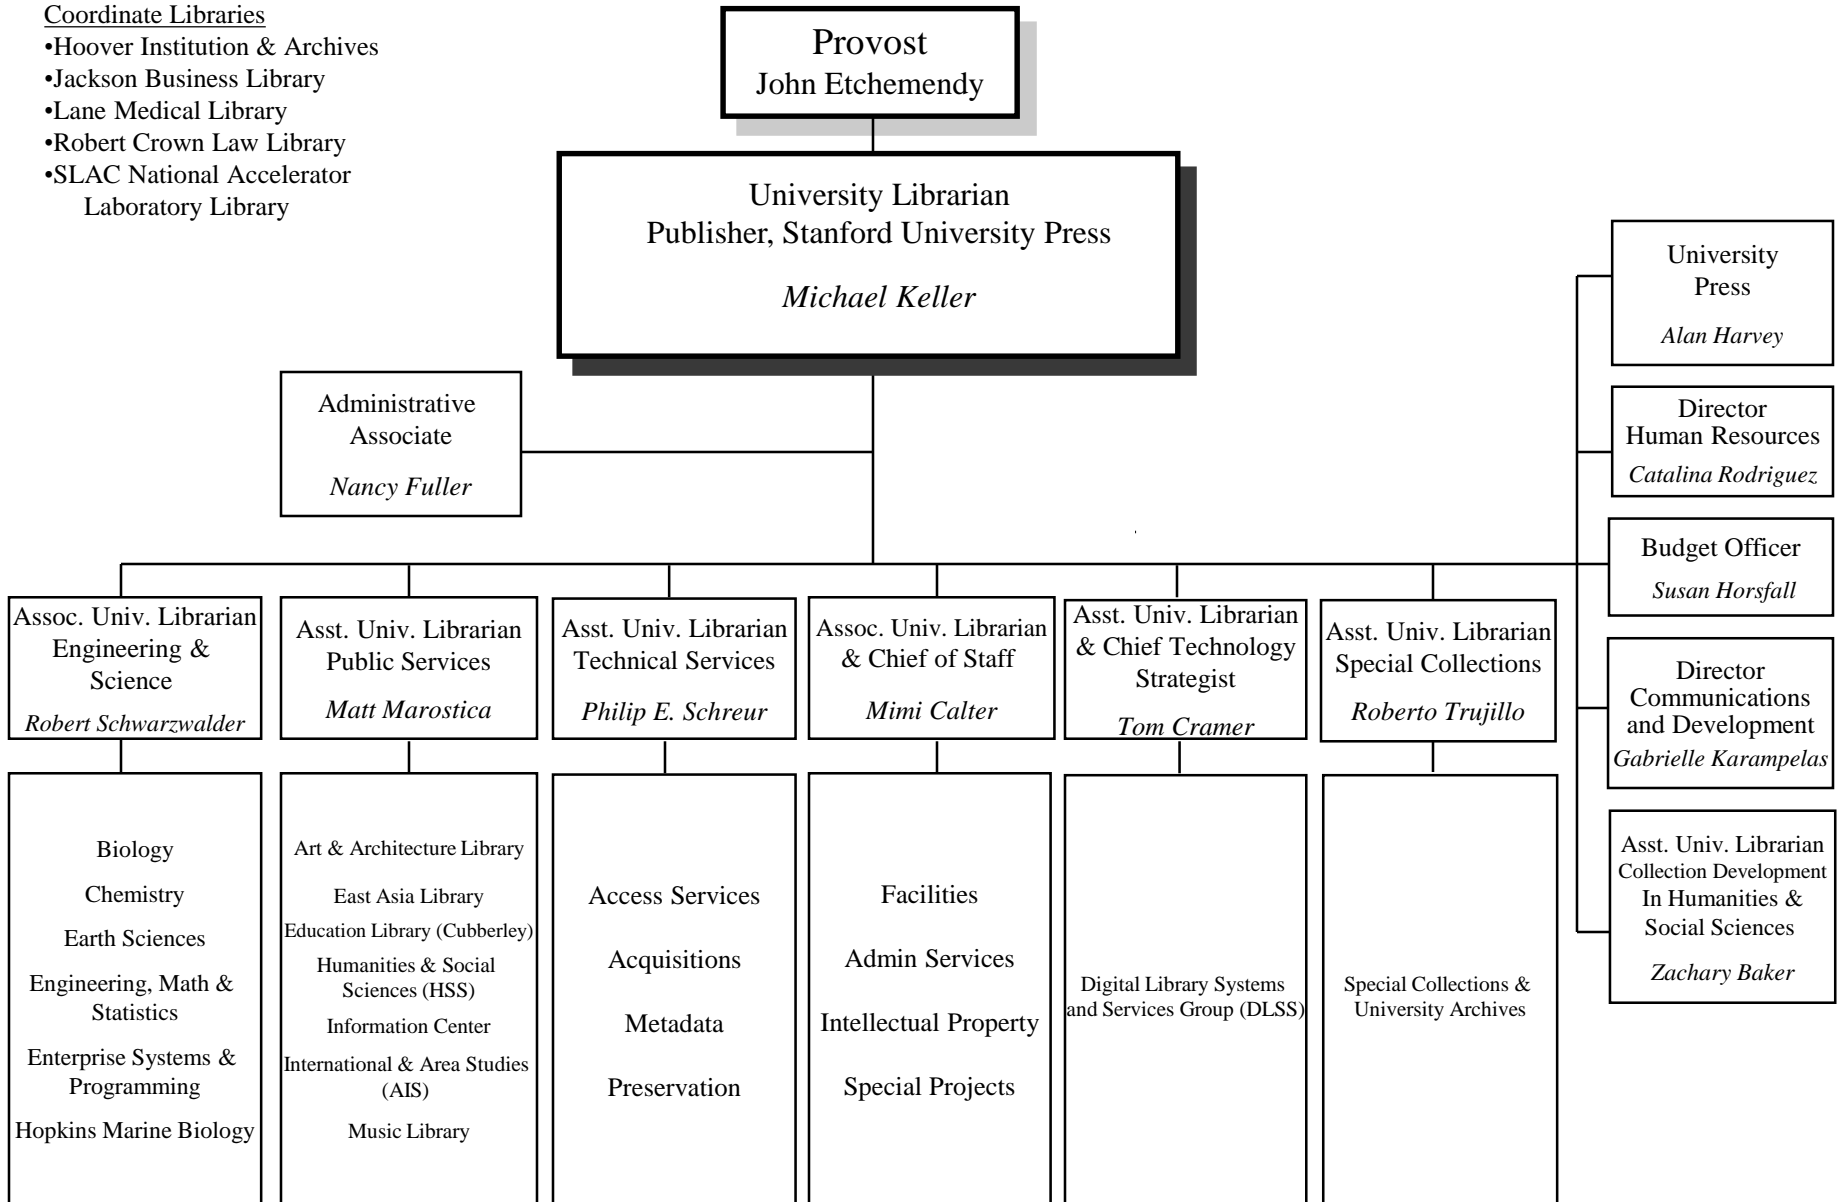 Coordinate Libraries
•Hoover Institution & Archives
•Jackson Business Library
•Lane Medical Library
•Robert Crown Law Library
•SLAC National Accelerator
Laboratory Library
Provost
John Etchemendy
University Librarian
Publisher, Stanford University Press
Michael Keller
Administrative
Associate
Nancy Fuller
University
Press
Alan Harvey
Director
Human Resources
Catalina Rodriguez
Budget Officer
Susan Horsfall
Director
Communications
and Development
Gabrielle Karampelas
Asst. Univ. Librarian
Collection Development
In Humanities &
Social Sciences
Zachary Baker
Assoc. Univ. Librarian
Engineering &
Science
Robert Schwarzwalder
Asst. Univ. Librarian
Public Services
Matt Marostica
Asst. Univ. Librarian
Technical Services
Philip E. Schreur
Assoc. Univ. Librarian
& Chief of Staff
Mimi Calter
Asst. Univ. Librarian
& Chief Technology
Strategist
Tom Cramer
Asst. Univ. Librarian
Special Collections
Roberto Trujillo
Biology
Chemistry
Earth Sciences
Engineering, Math &
Statistics
Enterprise Systems &
Programming
Hopkins Marine Biology
Art & Architecture Library
East Asia Library
Education Library (Cubberley)
Humanities & Social
Sciences (HSS)
Information Center
International & Area Studies
(AIS)
Music Library
Access Services
Acquisitions
Metadata
Preservation
Facilities
Admin Services
Intellectual Property
Special Projects
Digital Library Systems
and Services Group (DLSS)
Special Collections &
University Archives